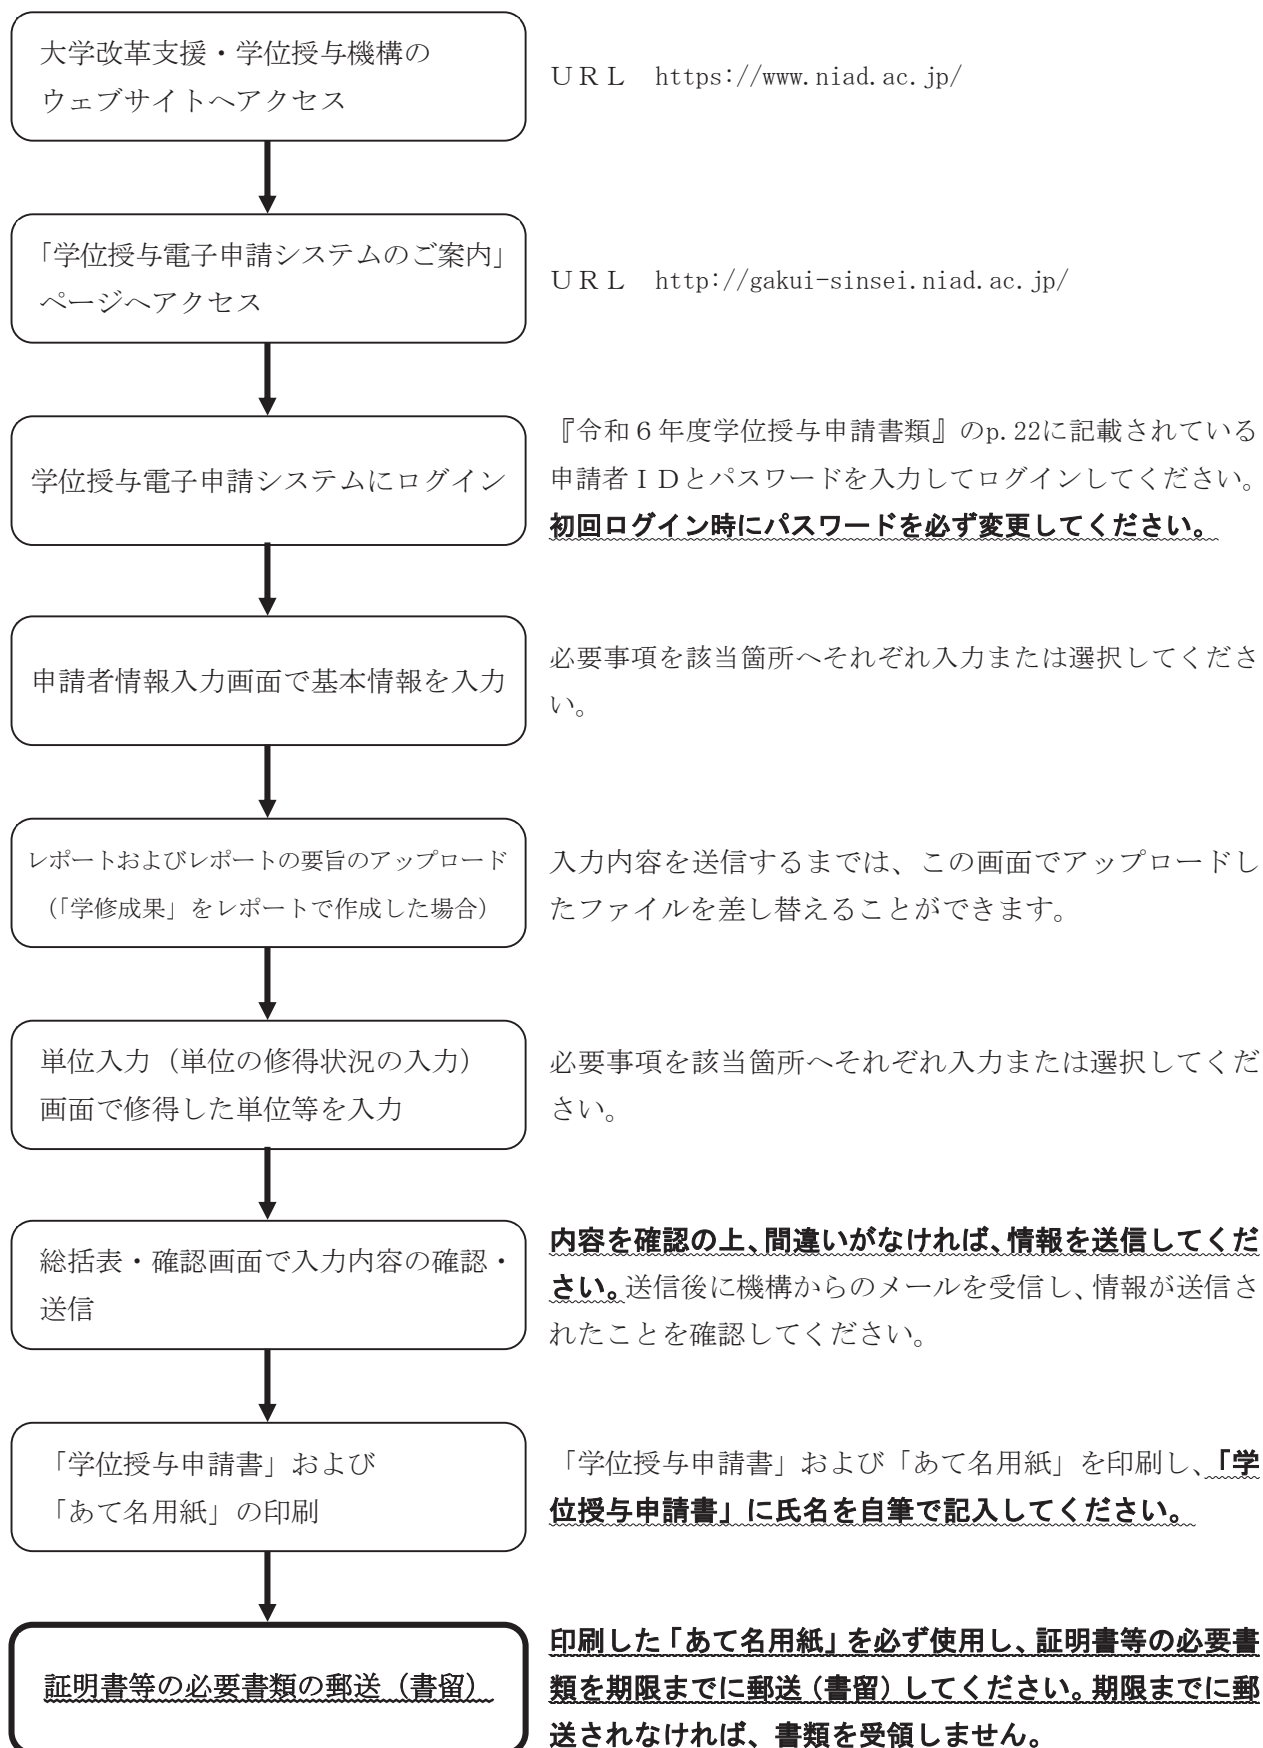 大学改革支援・学位授与機構の
ウェブサイトへアクセス
ＵＲＬ　https://www.niad.ac.jp/
「学位授与電子申請システムのご案内」
ページへアクセス
ＵＲＬ　http://gakui-sinsei.niad.ac.jp/
学位授与電子申請システムにログイン
『令和６年度学位授与申請書類』のp.22に記載されている
申請者ＩＤとパスワードを入力してログインしてください。
初回ログイン時にパスワードを必ず変更してください。
申請者情報入力画面で基本情報を入力
必要事項を該当箇所へそれぞれ入力または選択してくださ
い。
レポートおよびレポートの要旨のアップロード
（「学修成果」をレポートで作成した場合）
入力内容を送信するまでは、この画面でアップロードし
たファイルを差し替えることができます。
単位入力（単位の修得状況の入力）
画面で修得した単位等を入力
必要事項を該当箇所へそれぞれ入力または選択してくだ
さい。
総括表・確認画面で入力内容の確認・
送信
内容を確認の上、間違いがなければ、情報を送信してくだ
さい。送信後に機構からのメールを受信し、情報が送信さ
れたことを確認してください。
「学位授与申請書」および
「あて名用紙」の印刷
「学位授与申請書」および「あて名用紙」を印刷し、「学
位授与申請書」に氏名を自筆で記入してください。
証明書等の必要書類の郵送（書留）
印刷した「あて名用紙」を必ず使用し、証明書等の必要書
類を期限までに郵送（書留）してください。期限までに郵
送されなければ、書類を受領しません。